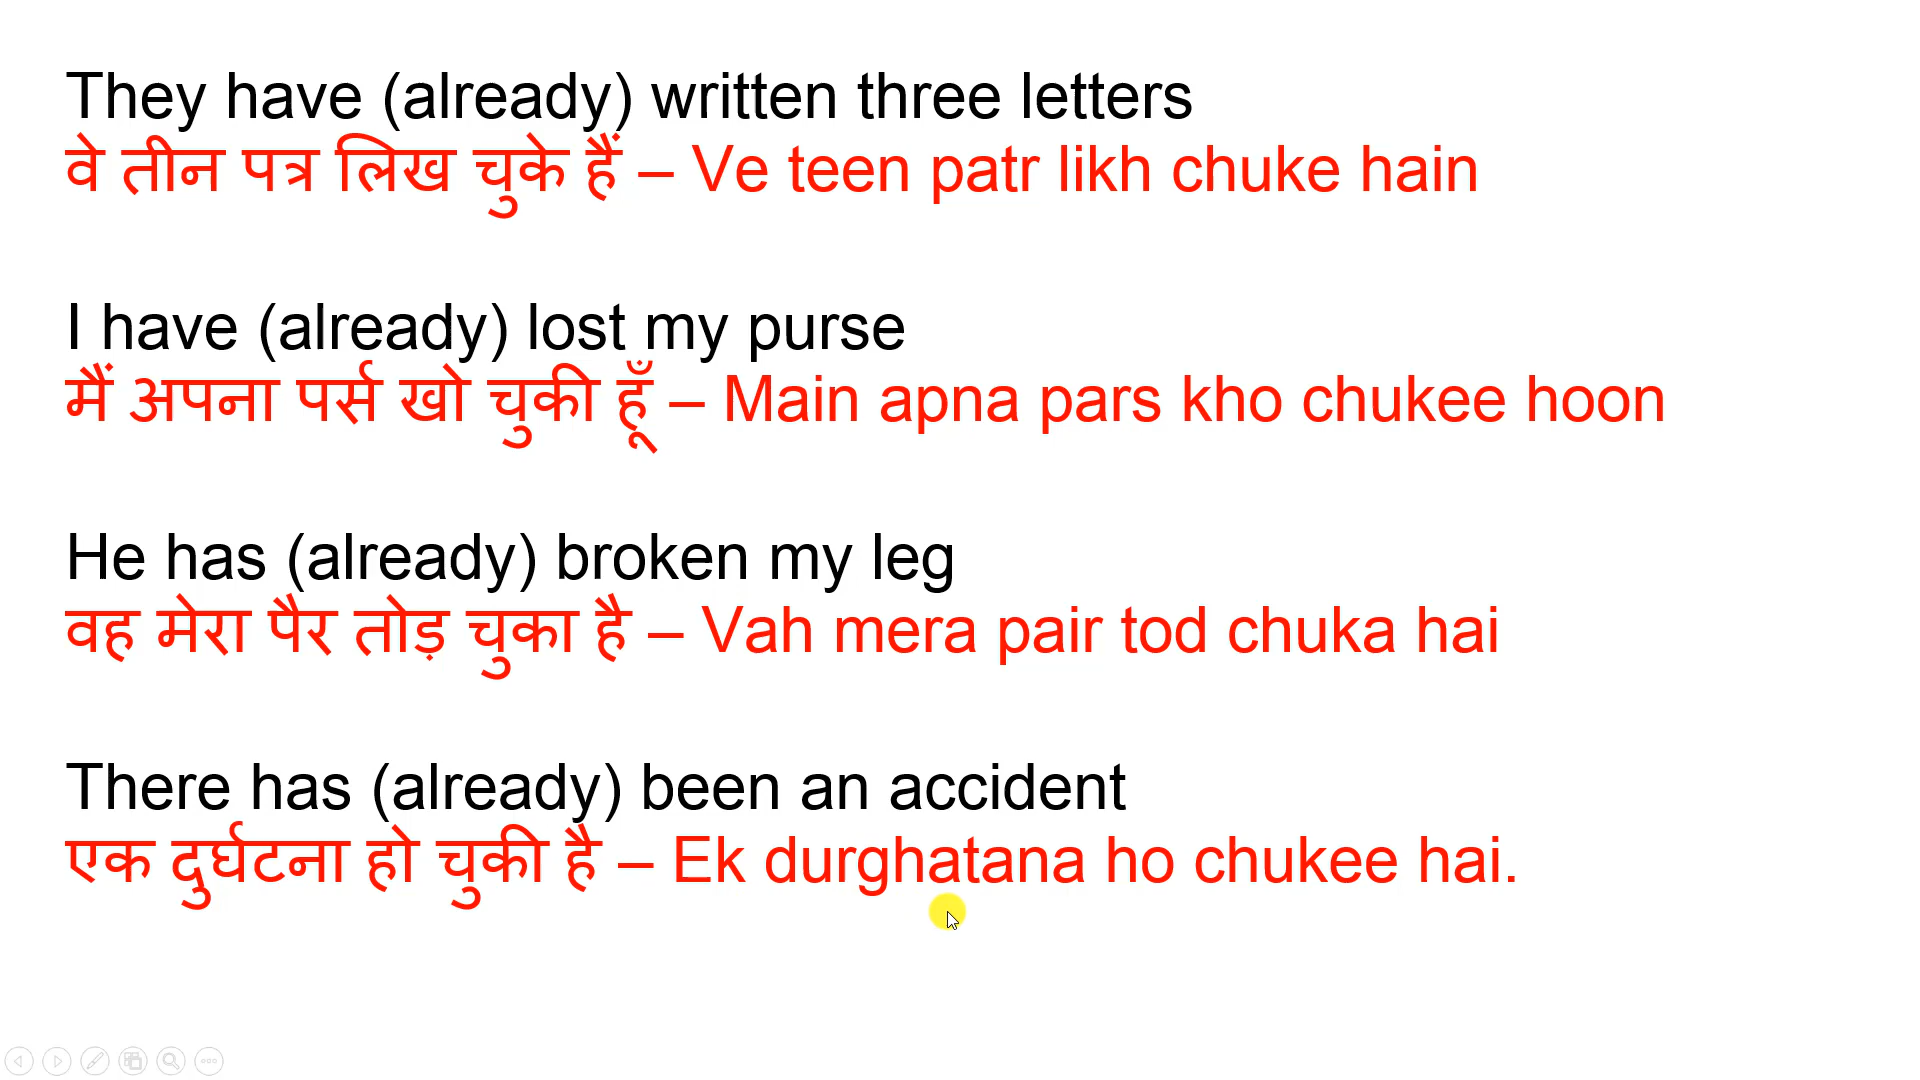 They have (already) written three letters
वे तीन पत्र लिख चुके हैं – Ve teen patr likh chuke hain
I have (already) lost my purse
मैं अपना पर्स खो चुकी हूँ – Main apna pars kho chukee hoon
He has (already) broken my leg
वह मेरा पैर तोड़ चुका है – Vah mera pair tod chuka hai
There has (already) been an accident
एक दुर्घटना हो चुकी है – Ek durghatana ho chukee hai.